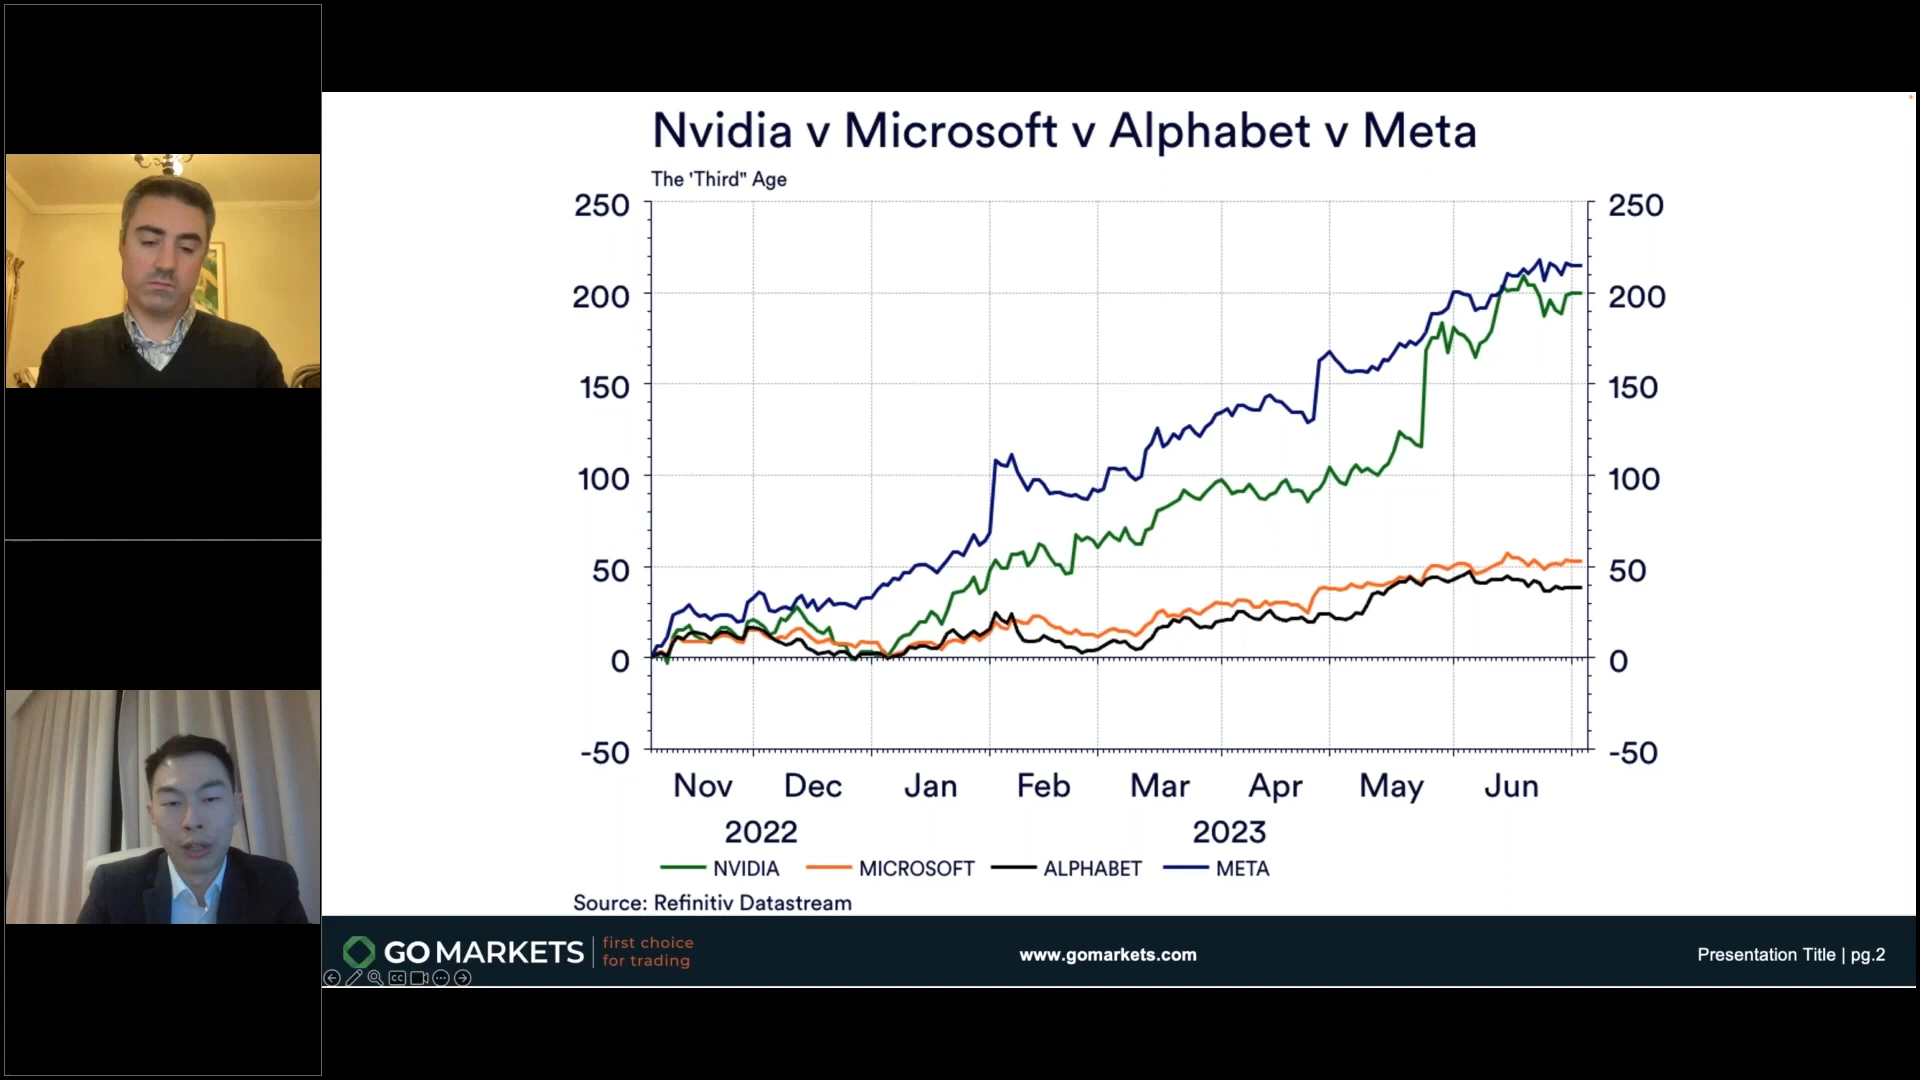 Nvidia v Microsoft v Alphabet v Meta
The 'Third" Age
250 250
200 200
150 150
100 100
50 50
0 0
-50 -50
Nov Dec Jan Feb Mar Apr May Jun
2022 2023
NVIDIA MICROSOFT ALPHABET META
Source: Refinitiv Datastream
GO MARKETS first choice
for trading
www.gomarkets.com
Presentation Title | pg.2
CC